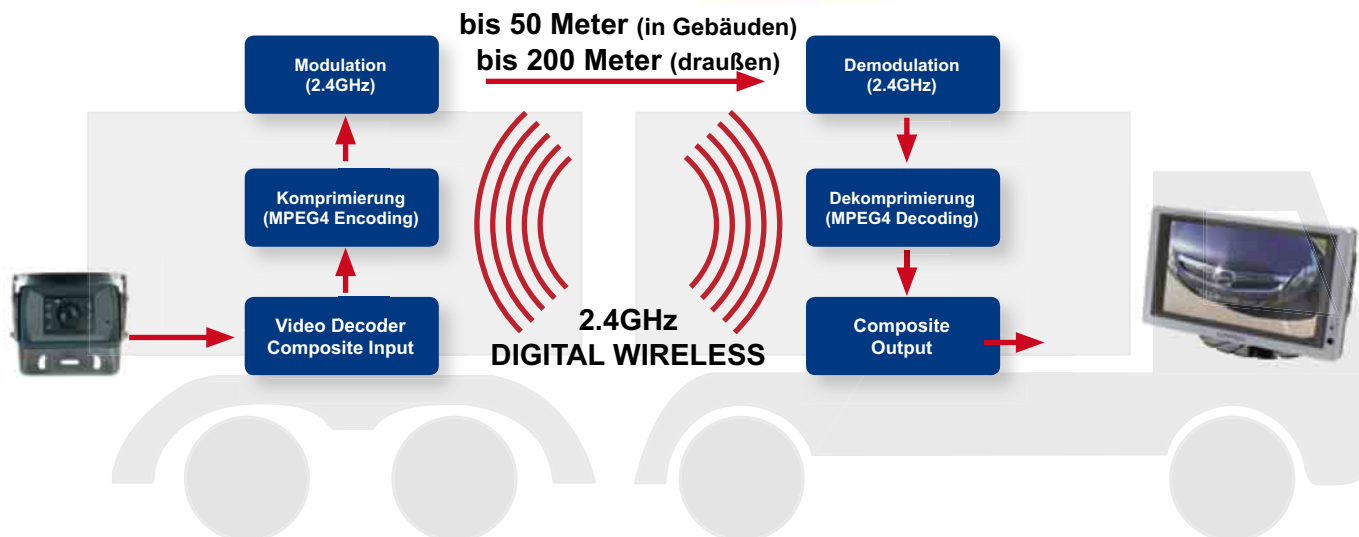 bis 50 Meter (in Gebäuden)
bis 200 Meter (draußen)
Modulation
(2.4GHz)
Demodulation
(2.4GHz)
Komprimierung
(MPEG4 Encoding)
Dekomprimierung
(MPEG4 Decoding)
Video Decoder
Composite Input
2.4GHz
DIGITAL WIRELESS
Composite
Output